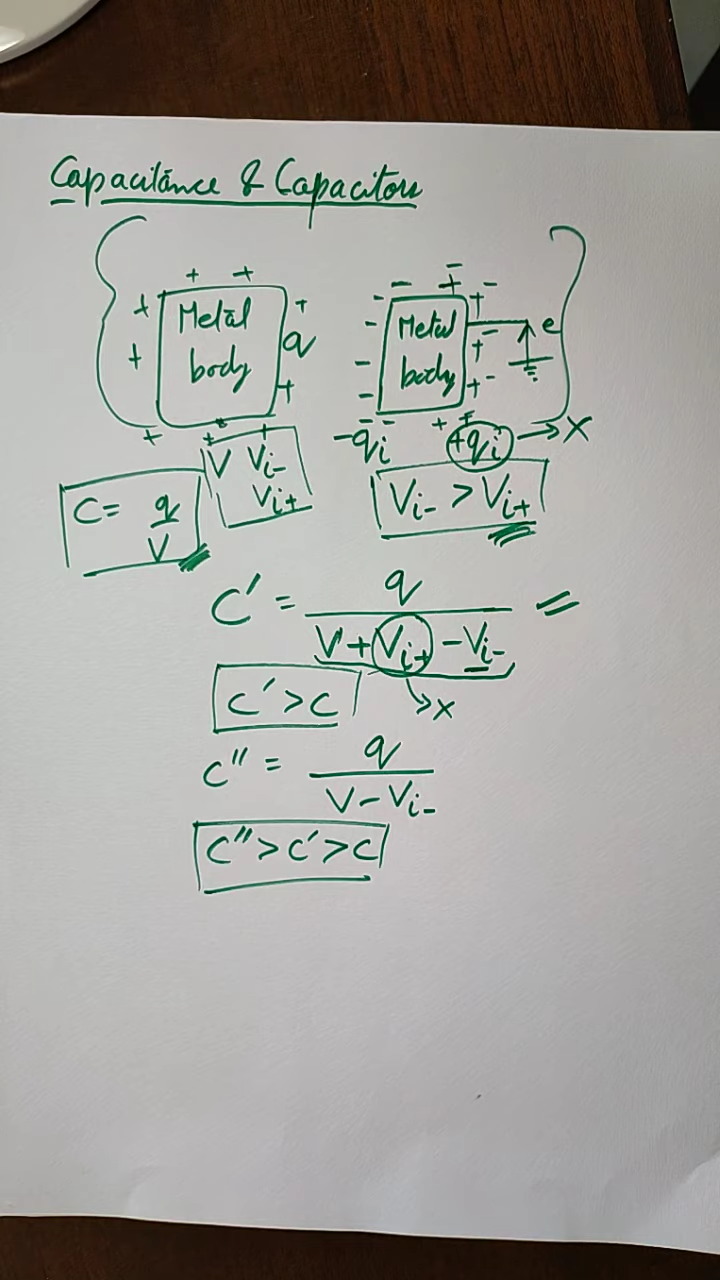 Capacitance & Capacitors
+ +
+ Metal body + q
+ +
+ + +
- - + -
- Metal body + - e
- + -
- + -
- - + +
-qi +qi → x
V Vi-
Vi+
C = q/V
Vi- > Vi+
C' = q/(V + Vi+ - Vi-) =
→ x
C' > C
C'' = q/(V - Vi-)
C'' > C' > C